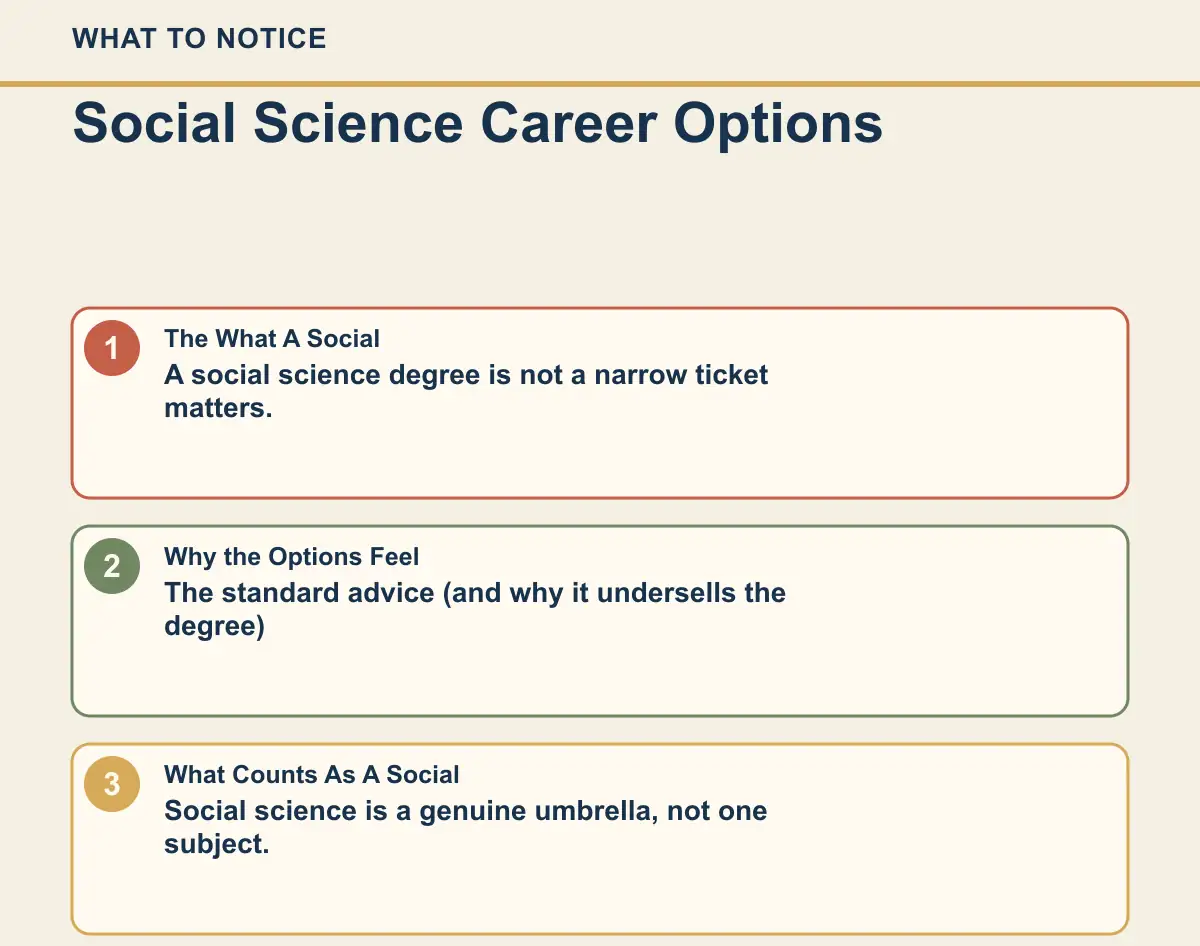 WHAT TO NOTICE
Social Science Career Options
1
The What A Social
A social science degree is not a narrow ticket
matters.
2
Why the Options Feel
The standard advice (and why it undersells the
degree)
3
What Counts As A Social
Social science is a genuine umbrella, not one
subject.